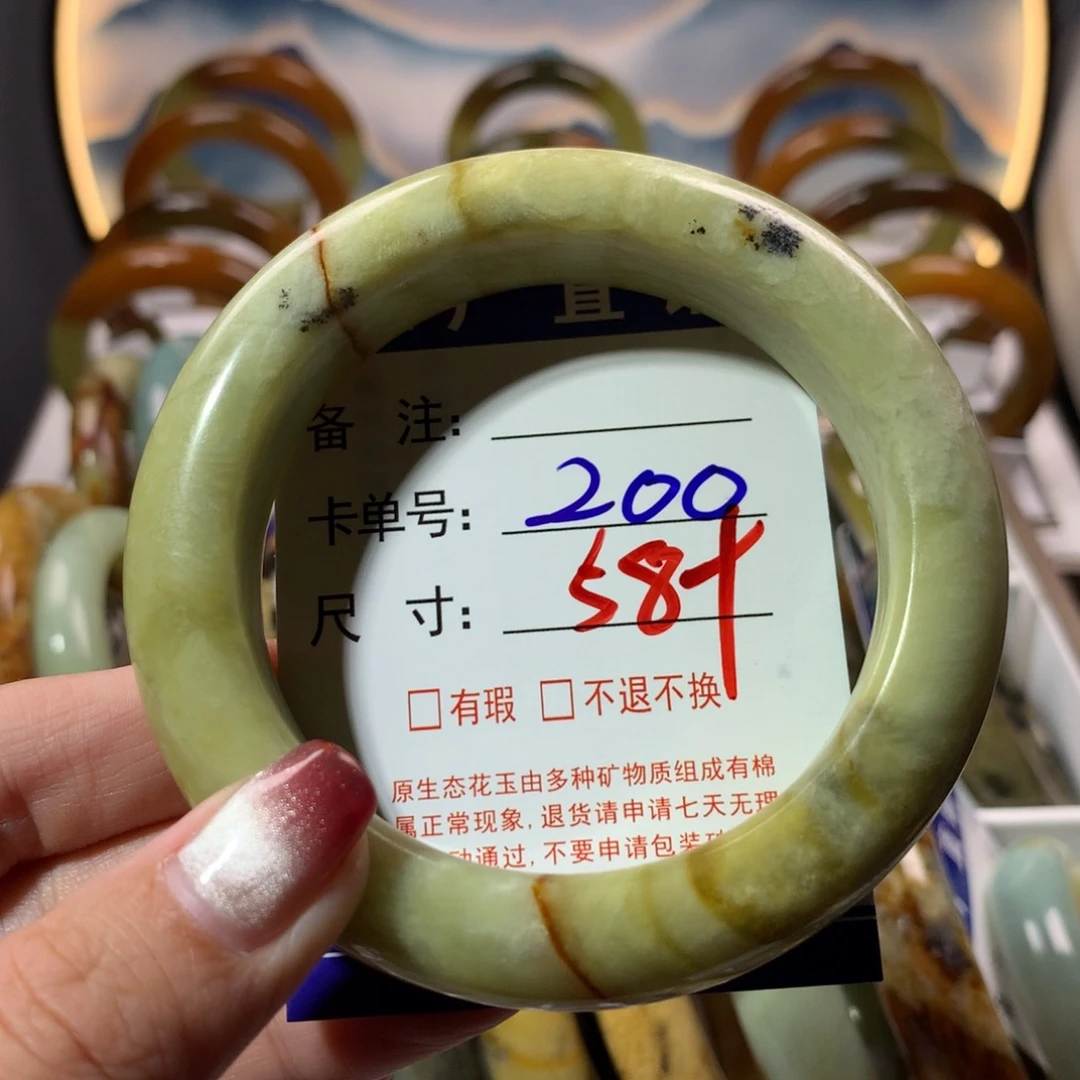 备 注:
卡单号: 200
尺 寸: 58+
□有瑕 □不退不换
原生态花玉由多种矿物质组成有棉
属正常现象,退货请申请七天无理
动通过,不要申请包装